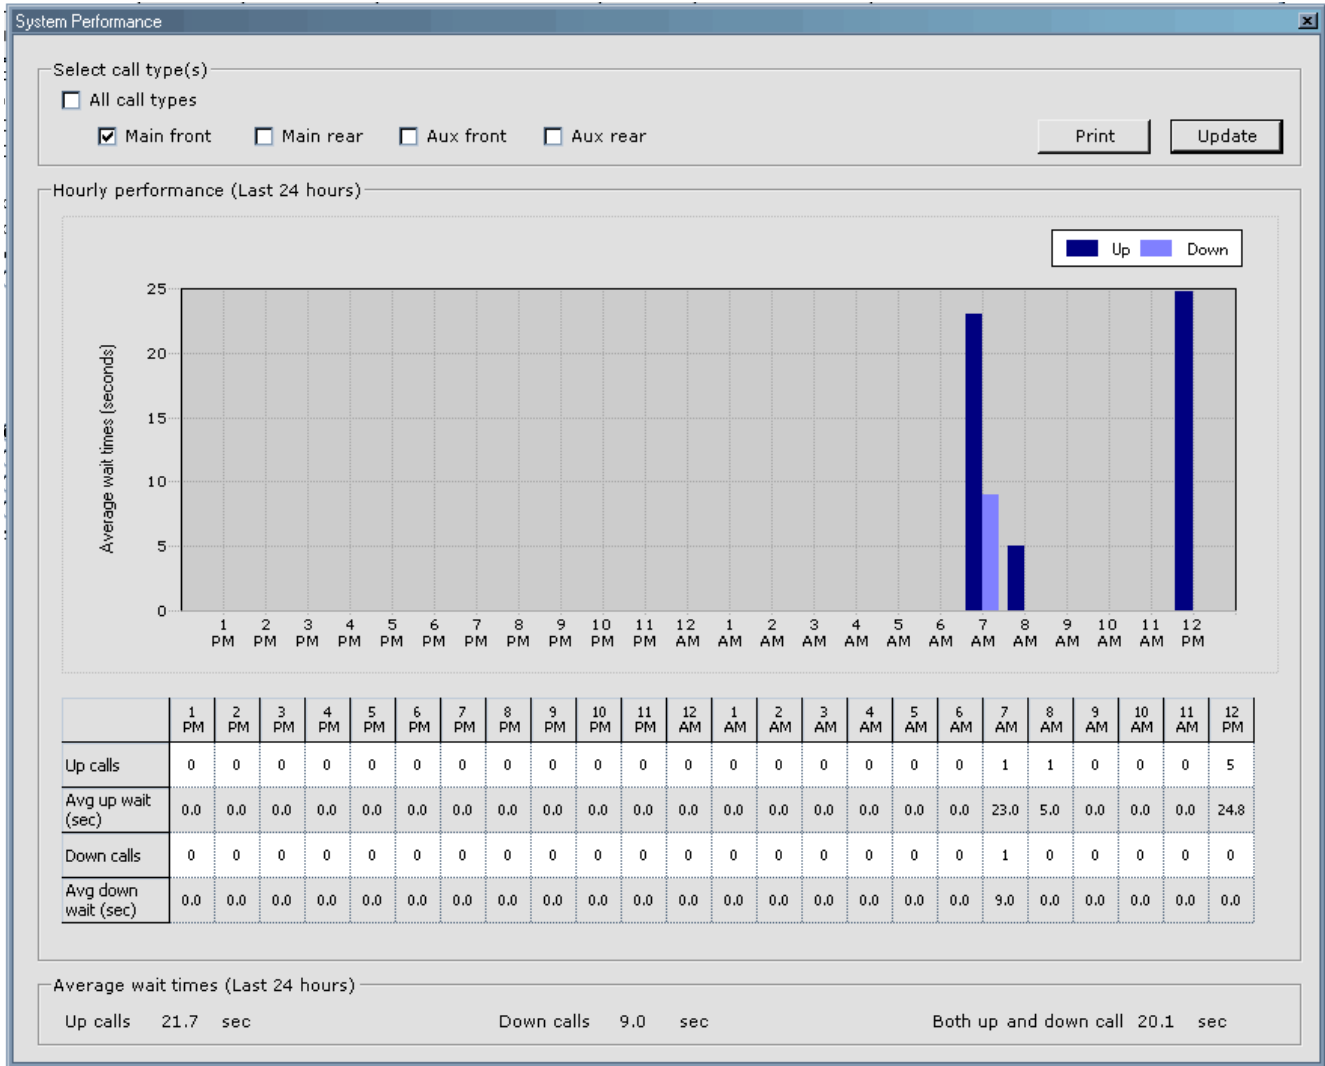 System Performance
Select call type(s)
All call types
Main front
Main rear
Aux front
Aux rear
Print
Update
Hourly performance (Last 24 hours)
Up
Down
Average wait times (seconds)
25
20
15
10
5
0
1 2 3 4 5 6 7 8 9 10 11 12 1 2 3 4 5 6 7 8 9 10 11 12
PM PM PM PM PM PM PM PM PM PM PM AM AM AM AM AM AM AM AM AM AM AM AM PM
1 2 3 4 5 6 7 8 9 10 11 12 1 2 3 4 5 6 7 8 9 10 11 12
PM PM PM PM PM PM PM PM PM PM PM AM AM AM AM AM AM AM AM AM AM AM AM PM
Up calls 0 0 0 0 0 0 0 0 0 0 0 0 0 0 0 0 0 0 1 1 0 0 0 5
Avg up wait
(sec) 0.0 0.0 0.0 0.0 0.0 0.0 0.0 0.0 0.0 0.0 0.0 0.0 0.0 0.0 0.0 0.0 0.0 0.0 23.0 5.0 0.0 0.0 0.0 24.8
Down calls 0 0 0 0 0 0 0 0 0 0 0 0 0 0 0 0 0 0 1 0 0 0 0 0
Avg down
wait (sec) 0.0 0.0 0.0 0.0 0.0 0.0 0.0 0.0 0.0 0.0 0.0 0.0 0.0 0.0 0.0 0.0 0.0 0.0 9.0 0.0 0.0 0.0 0.0 0.0
Average wait times (Last 24 hours)
Up calls 21.7 sec
Down calls 9.0 sec
Both up and down call 20.1 sec